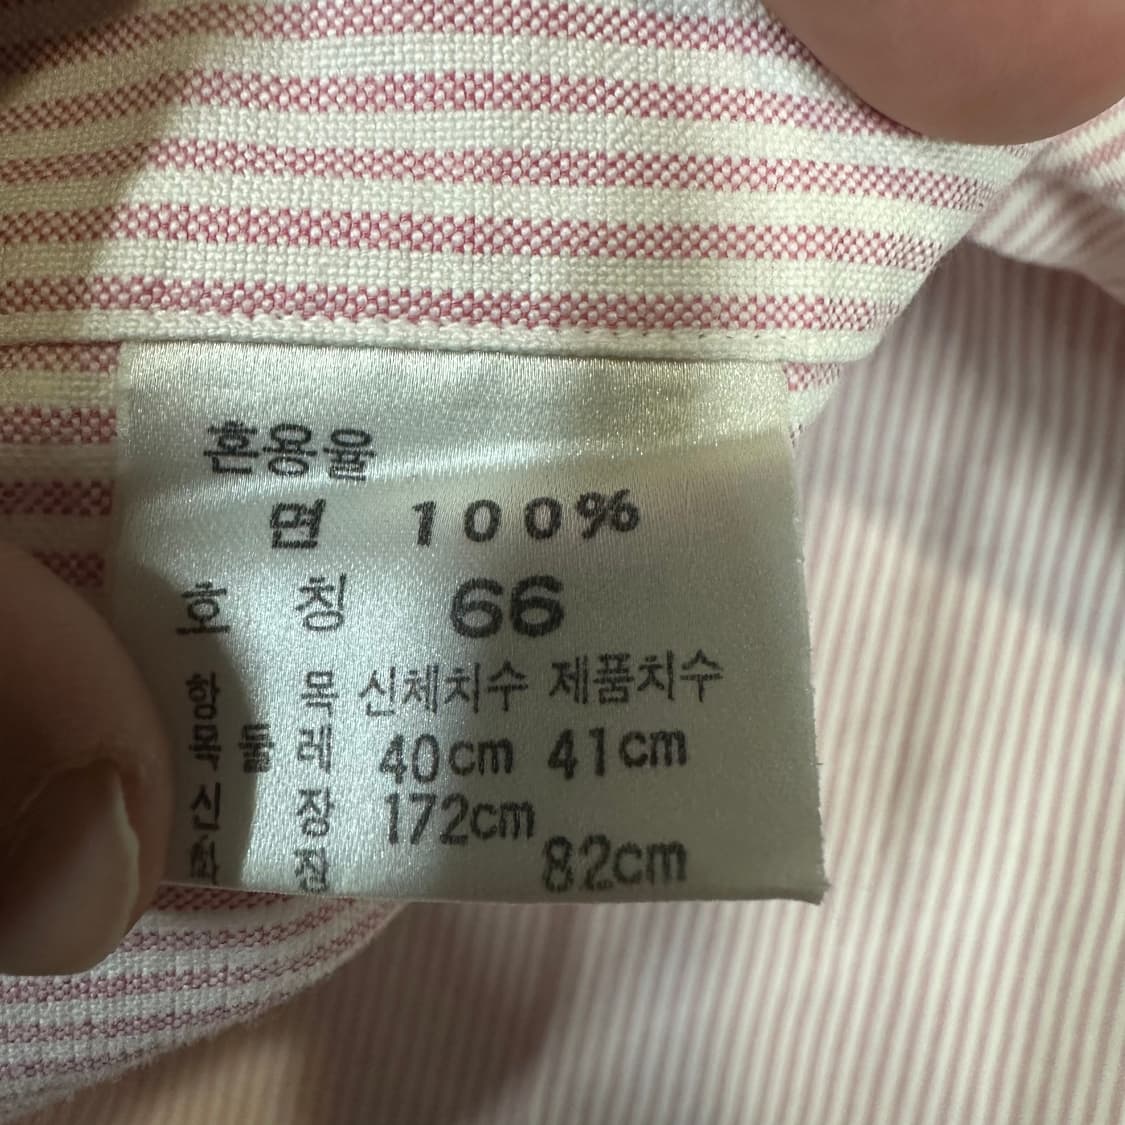 혼용율
면 100%
호 칭 66
항 목 신체치수 제품치수
목 둘 레 40cm 41cm
신 장 172cm
화 장 82cm